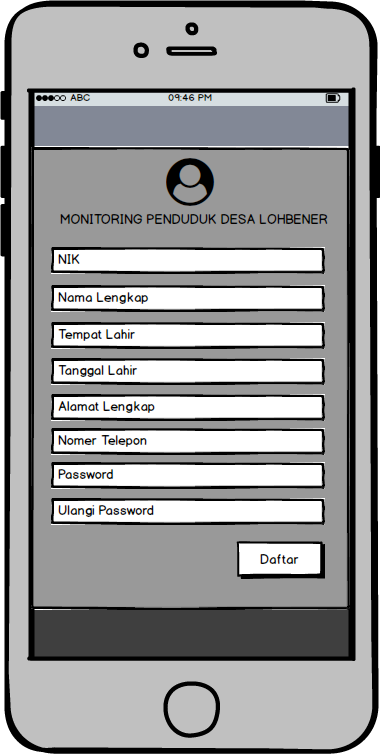 ABC 09:46 PM
MONITORING PENDUDUK DESA LOHBENER
NIK
Nama Lengkap
Tempat Lahir
Tanggal Lahir
Alamat Lengkap
Nomer Telepon
Password
Ulangi Password
Daftar